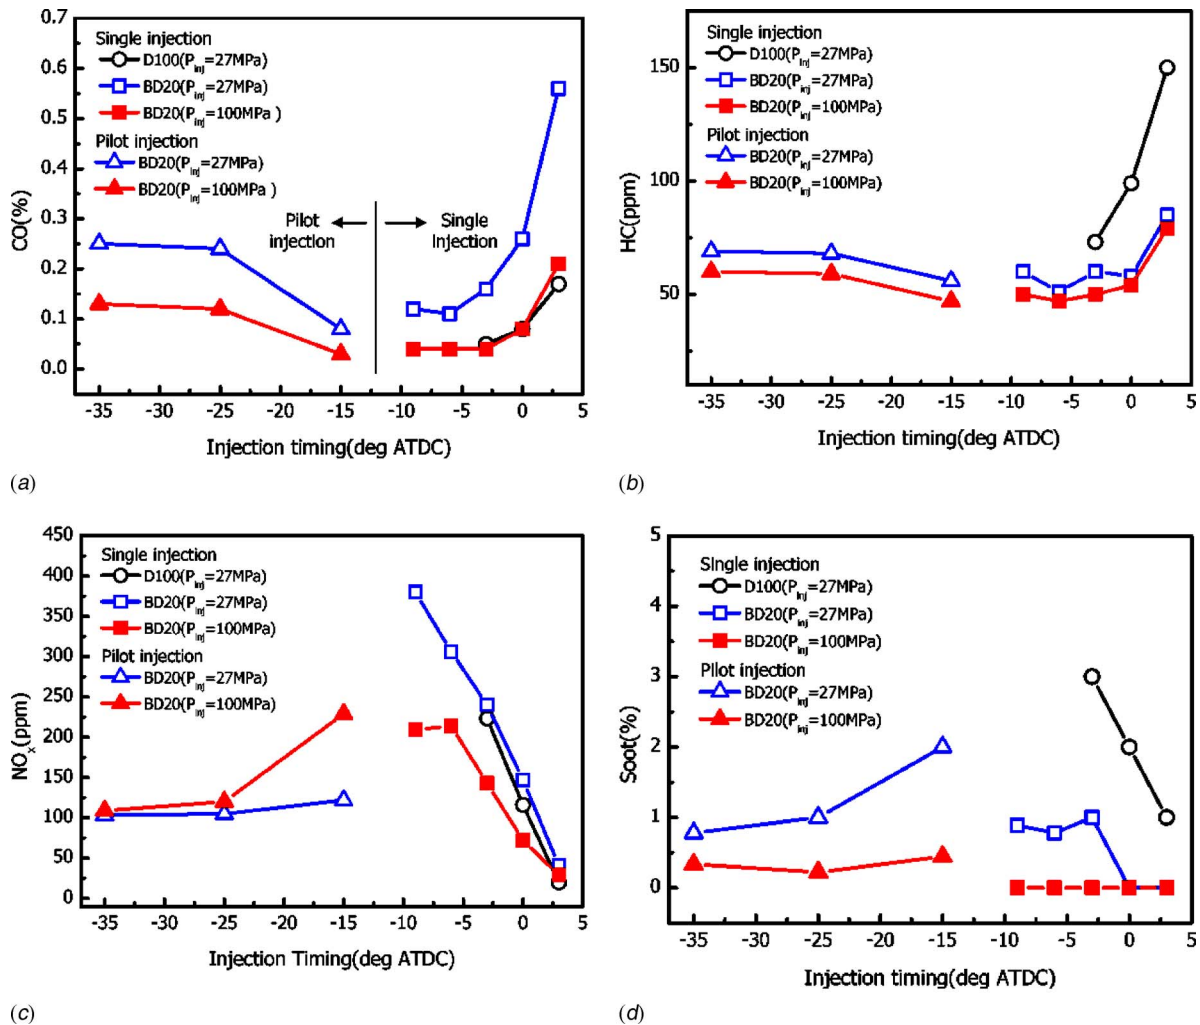 0.7
0.6
0.5
0.4
0.3
0.2
0.1
0.0
CO(%)
Single injection
D100(Pinj=27MPa)
BD20(Pinj=27MPa)
BD20(Pinj=100MPa )
Pilot injection
BD20(Pinj=27MPa)
BD20(Pinj=100MPa )
Pilot injection
Single Injection
-35 -30 -25 -20 -15 -10 -5 0 5
Injection timing(deg ATDC)
(a)
150
100
50
HC(ppm)
Single injection
D100(Pinj=27MPa)
BD20(Pinj=27MPa)
BD20(Pinj=100MPa)
Pilot injection
BD20(Pinj=27MPa)
BD20(Pinj=100MPa)
-35 -30 -25 -20 -15 -10 -5 0 5
Injection timing(deg ATDC)
(b)
450
400
350
300
250
200
150
100
50
0
NOx(ppm)
Single injection
D100(Pinj=27MPa)
BD20(Pinj=27MPa)
BD20(Pinj=100MPa)
Pilot injection
BD20(Pinj=27MPa)
BD20(Pinj=100MPa)
-35 -30 -25 -20 -15 -10 -5 0 5
Injection Timing(deg ATDC)
(c)
5
4
3
2
1
0
Soot(%)
Single injection
D100(Pinj=27MPa)
BD20(Pinj=27MPa)
BD20(Pinj=100MPa)
Pilot injection
BD20(Pinj=27MPa)
BD20(Pinj=100MPa)
-35 -30 -25 -20 -15 -10 -5 0 5
Injection timing(deg ATDC)
(d)